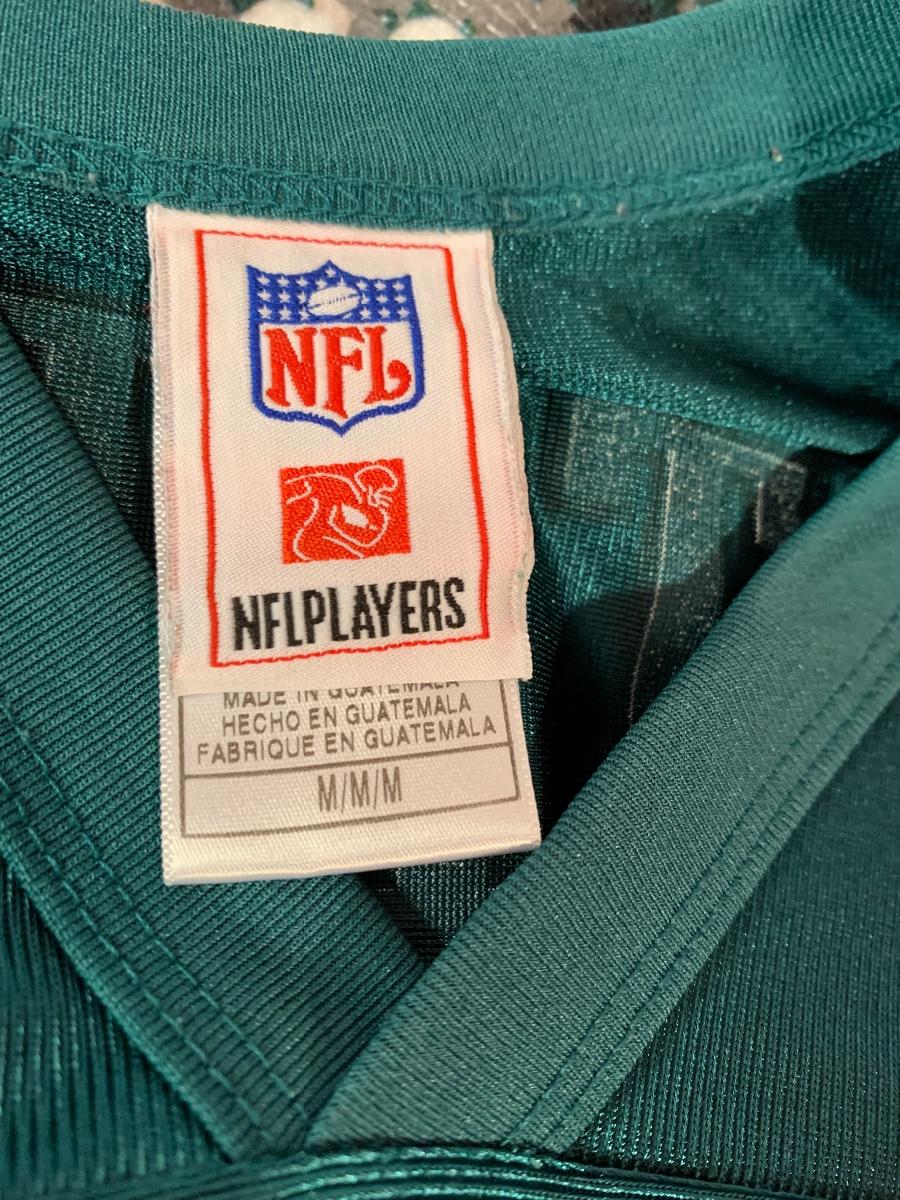 NFL
NFLPLAYERS
MADE IN GUATEMALA
HECHO EN GUATEMALA
FABRIQUE EN GUATEMALA
M/M/M